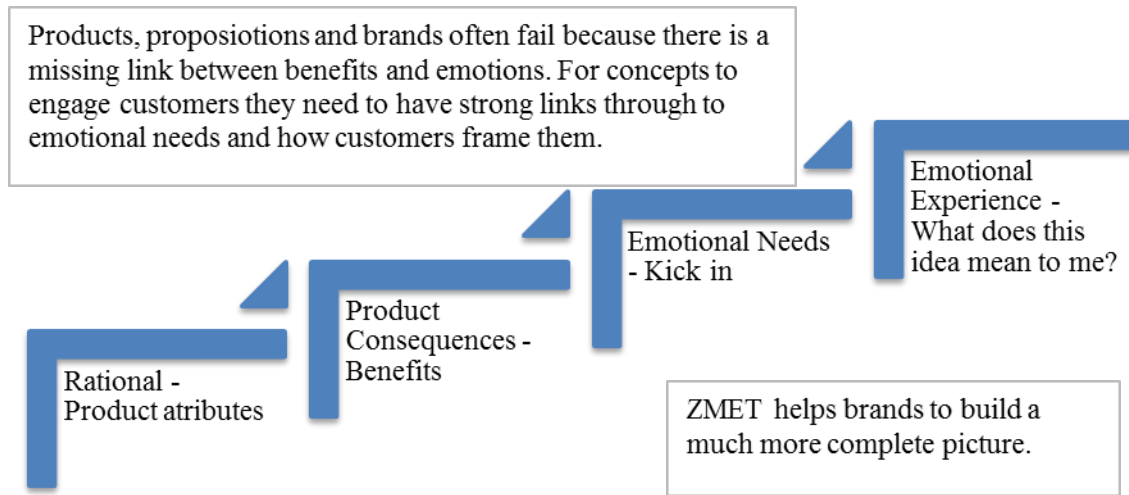 Products, proposiotions and brands often fail because there is a
missing link between benefits and emotions. For concepts to
engage customers they need to have strong links through to
emotional needs and how customers frame them.
Rational -
Product atributes
Product
Consequences -
Benefits
Emotional Needs
- Kick in
Emotional
Experience -
What does this
idea mean to me?
ZMET helps brands to build a
much more complete picture.